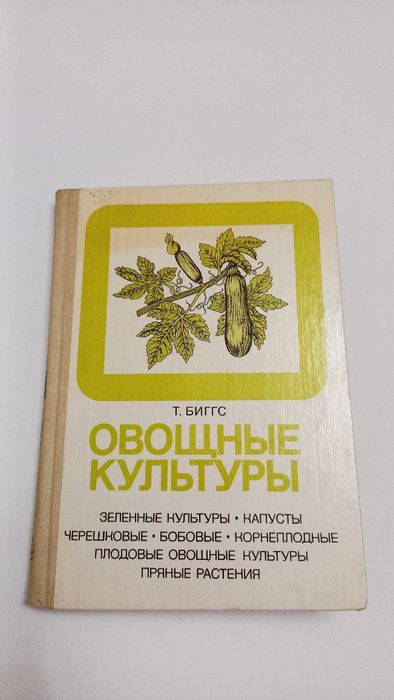 Т. БИГГС
ОВОЩНЫЕ
КУЛЬТУРЫ
ЗЕЛЕННЫЕ КУЛЬТУРЫ • КАПУСТЫ
ЧЕРЕШКОВЫЕ • БОБОВЫЕ • КОРНЕПЛОДНЫЕ
ПЛОДОВЫЕ ОВОЩНЫЕ КУЛЬТУРЫ
ПРЯНЫЕ РАСТЕНИЯ